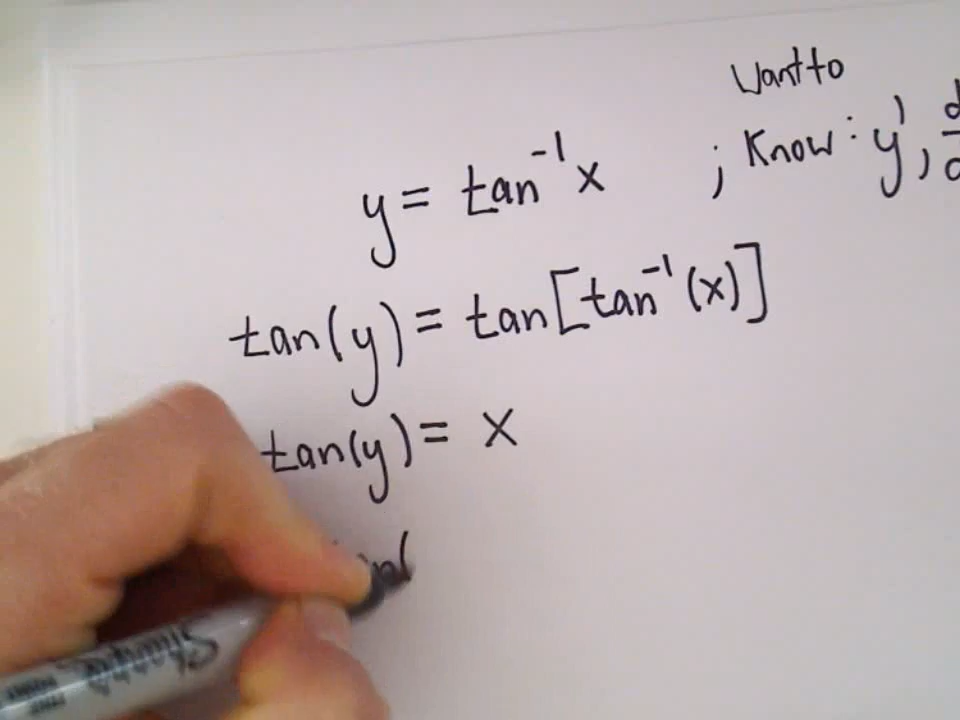 Want to
y = tan⁻¹x ; Know : y', d
tan(y) = tan[tan⁻¹(x)]
tan(y) = x
Sharpie